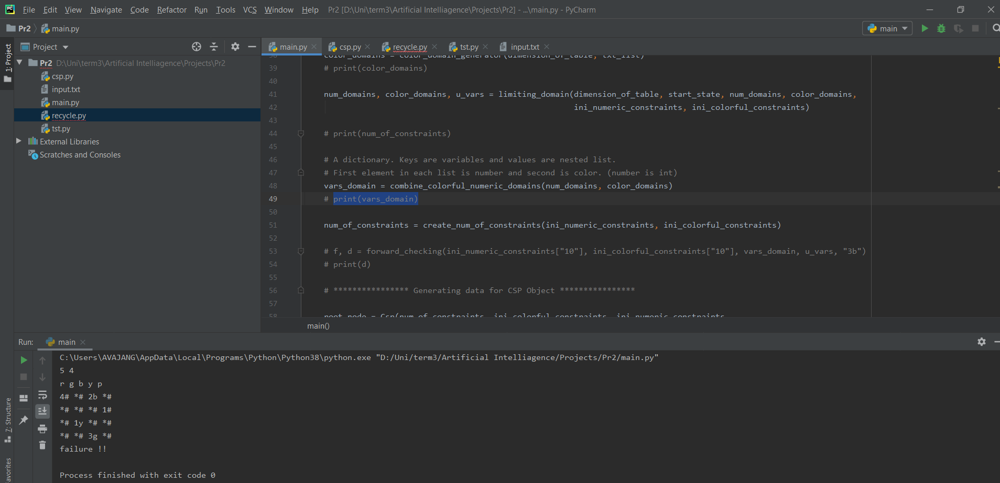 File Edit View Navigate Code Refactor Run Tools VCS Window Help Pr2 [D:\Uni\term3\Artificial Intelliagence\Projects\Pr2] - ...\main.py - PyCharm
Pr2 main.py
main
1: Project
Project
main.py csp.py recycle.py tst.py input.txt
Pr2 D:\Uni\term3\Artificial Intelliagence\Projects\Pr2
csp.py
input.txt
main.py
recycle.py
tst.py
External Libraries
Scratches and Consoles
38 color_domains = color_domain_generator(dimension_of_table, txt_list)
39 # print(color_domains)
40
41 num_domains, color_domains, u_vars = limiting_domain(dimension_of_table, start_state, num_domains, color_domains,
42 ini_numeric_constraints, ini_colorful_constraints)
43
44 # print(num_of_constraints)
45
46 # A dictionary. Keys are variables and values are nested list.
47 # First element in each list is number and second is color. (number is int)
48 vars_domain = combine_colorful_numeric_domains(num_domains, color_domains)
49 # print(vars_domain)
50
51 num_of_constraints = create_num_of_constraints(ini_numeric_constraints, ini_colorful_constraints)
52
53 # f, d = forward_checking(ini_numeric_constraints["10"], ini_colorful_constraints["10"], vars_domain, u_vars, "3b")
54 # print(d)
55
56 # **************** Generating data for CSP Object ****************
57
58 root_node = Csp(num_of_constraints, ini_colorful_constraints, ini_numeric_constraints,
main()
Run: main
C:\Users\AVAJANG\AppData\Local\Programs\Python\Python38\python.exe "D:/Uni/term3/Artificial Intelliagence/Projects/Pr2/main.py"
5 4
r g b y p
4# *# 2b *#
*# *# *# 1#
*# 1y *# *#
*# *# 3g *#
failure !!
Process finished with exit code 0
7: Structure